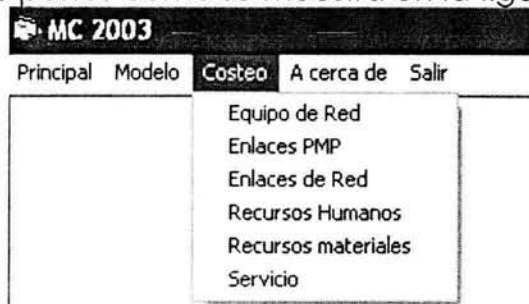 MC 2003
Principal Modelo Costeo A cerca de Salir
Equipo de Red
Enlaces PMP
Enlaces de Red
Recursos Humanos
Recursos materiales
Servicio